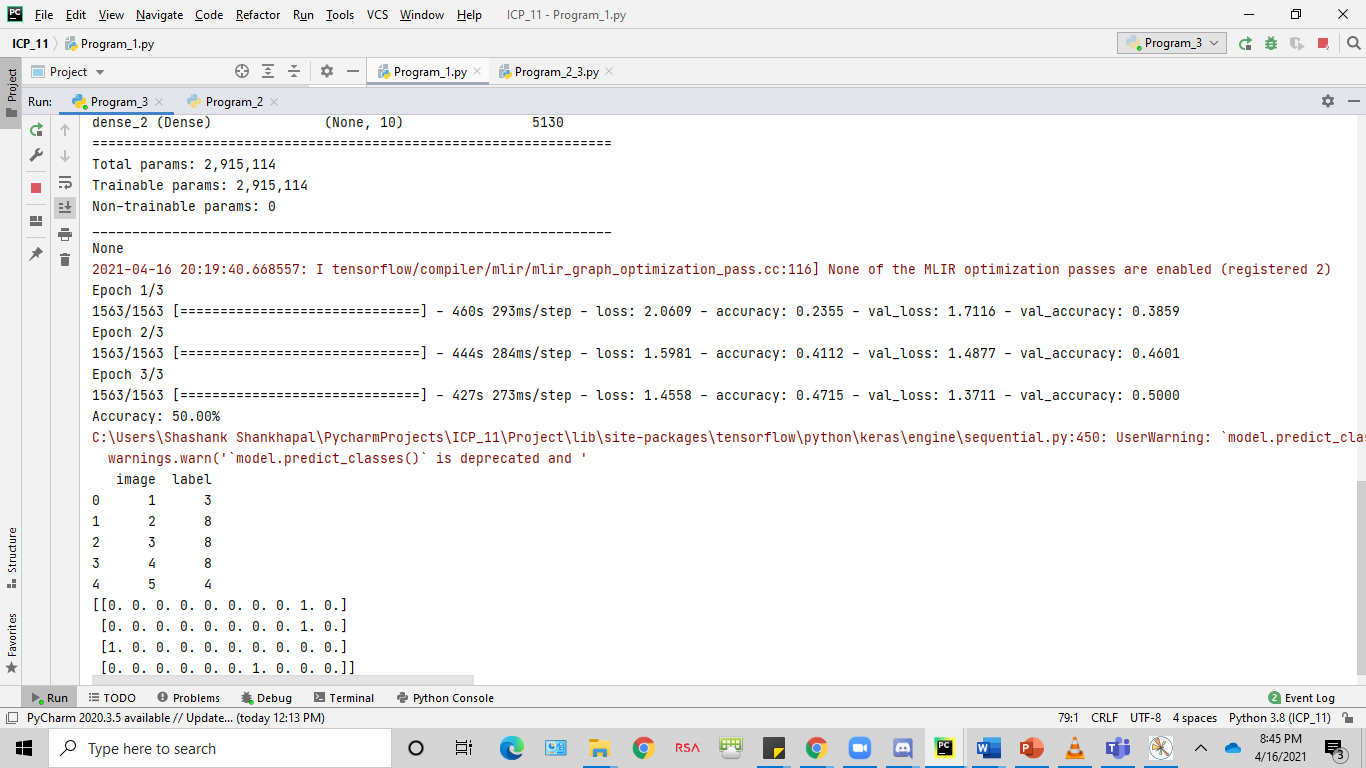 File Edit View Navigate Code Refactor Run Tools VCS Window Help ICP_11 - Program_1.py
ICP_11 Program_1.py Program_3
Project Project Program_1.py Program_2_3.py
Run: Program_3 Program_2
dense_2 (Dense) (None, 10) 5130
=================================================================
Total params: 2,915,114
Trainable params: 2,915,114
Non-trainable params: 0
_________________________________________________________________
None
2021-04-16 20:19:40.668557: I tensorflow/compiler/mlir/mlir_graph_optimization_pass.cc:116] None of the MLIR optimization passes are enabled (registered 2)
Epoch 1/3
1563/1563 [==============================] - 460s 293ms/step - loss: 2.0609 - accuracy: 0.2355 - val_loss: 1.7116 - val_accuracy: 0.3859
Epoch 2/3
1563/1563 [==============================] - 444s 284ms/step - loss: 1.5981 - accuracy: 0.4112 - val_loss: 1.4877 - val_accuracy: 0.4601
Epoch 3/3
1563/1563 [==============================] - 427s 273ms/step - loss: 1.4558 - accuracy: 0.4715 - val_loss: 1.3711 - val_accuracy: 0.5000
Accuracy: 50.00%
C:\Users\Shashank Shankhapal\PycharmProjects\ICP_11\Project\lib\site-packages\tensorflow\python\keras\engine\sequential.py:450: UserWarning: `model.predict_clas
warnings.warn('`model.predict_classes()` is deprecated and '
image label
0 1 3
1 2 8
2 3 8
3 4 8
4 5 4
[[0. 0. 0. 0. 0. 0. 0. 0. 1. 0.]
[0. 0. 0. 0. 0. 0. 0. 0. 1. 0.]
[1. 0. 0. 0. 0. 0. 0. 0. 0. 0.]
[0. 0. 0. 0. 0. 0. 1. 0. 0. 0.]]
Structure
Favorites
Run TODO Problems Debug Terminal Python Console 2 Event Log
PyCharm 2020.3.5 available // Update... (today 12:13 PM) 79:1 CRLF UTF-8 4 spaces Python 3.8 (ICP_11)
Type here to search RSA 8:45 PM
4/16/2021 3